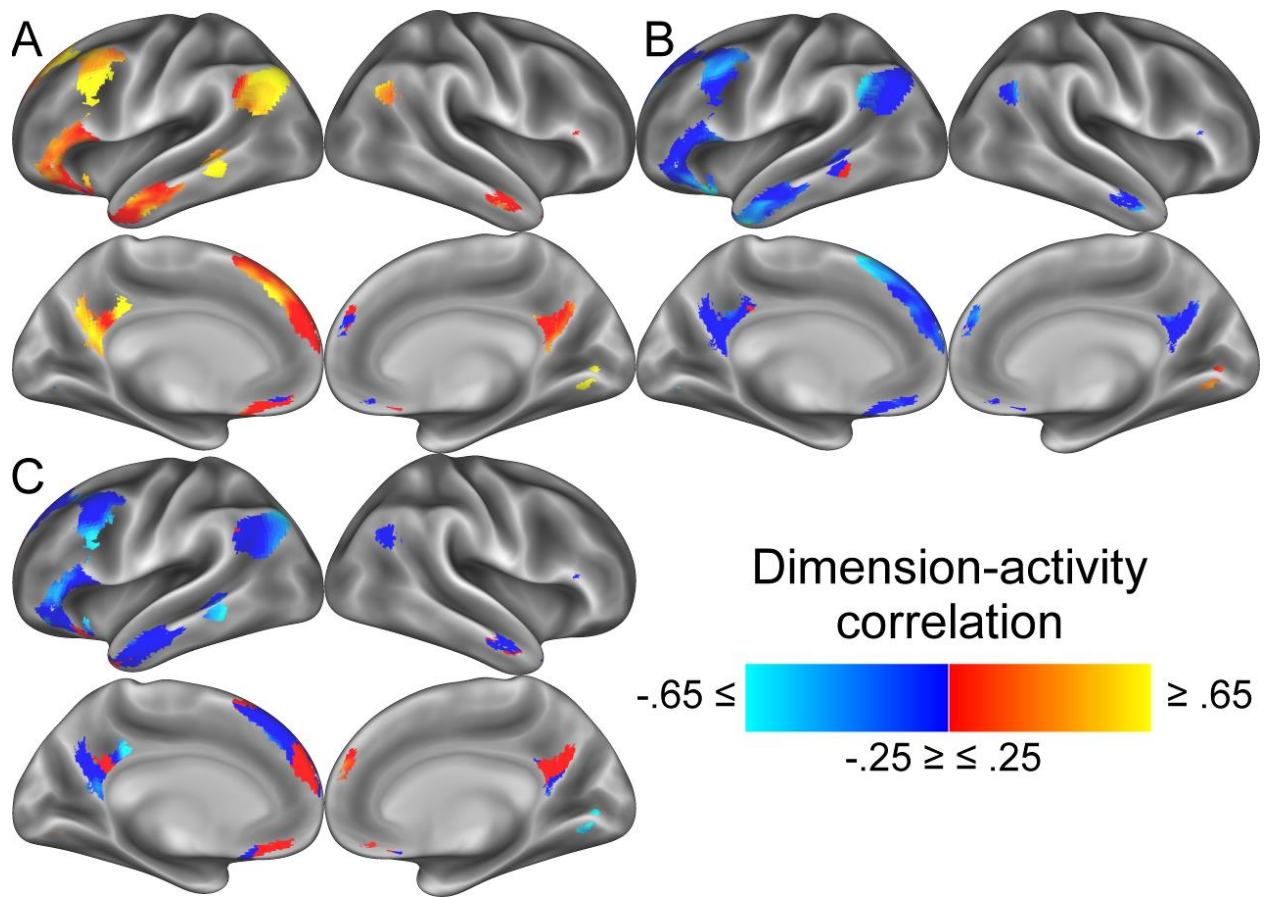 A
B
C
Dimension-activity
correlation
-.65 ≤
≥ .65
-.25 ≥ ≤ .25